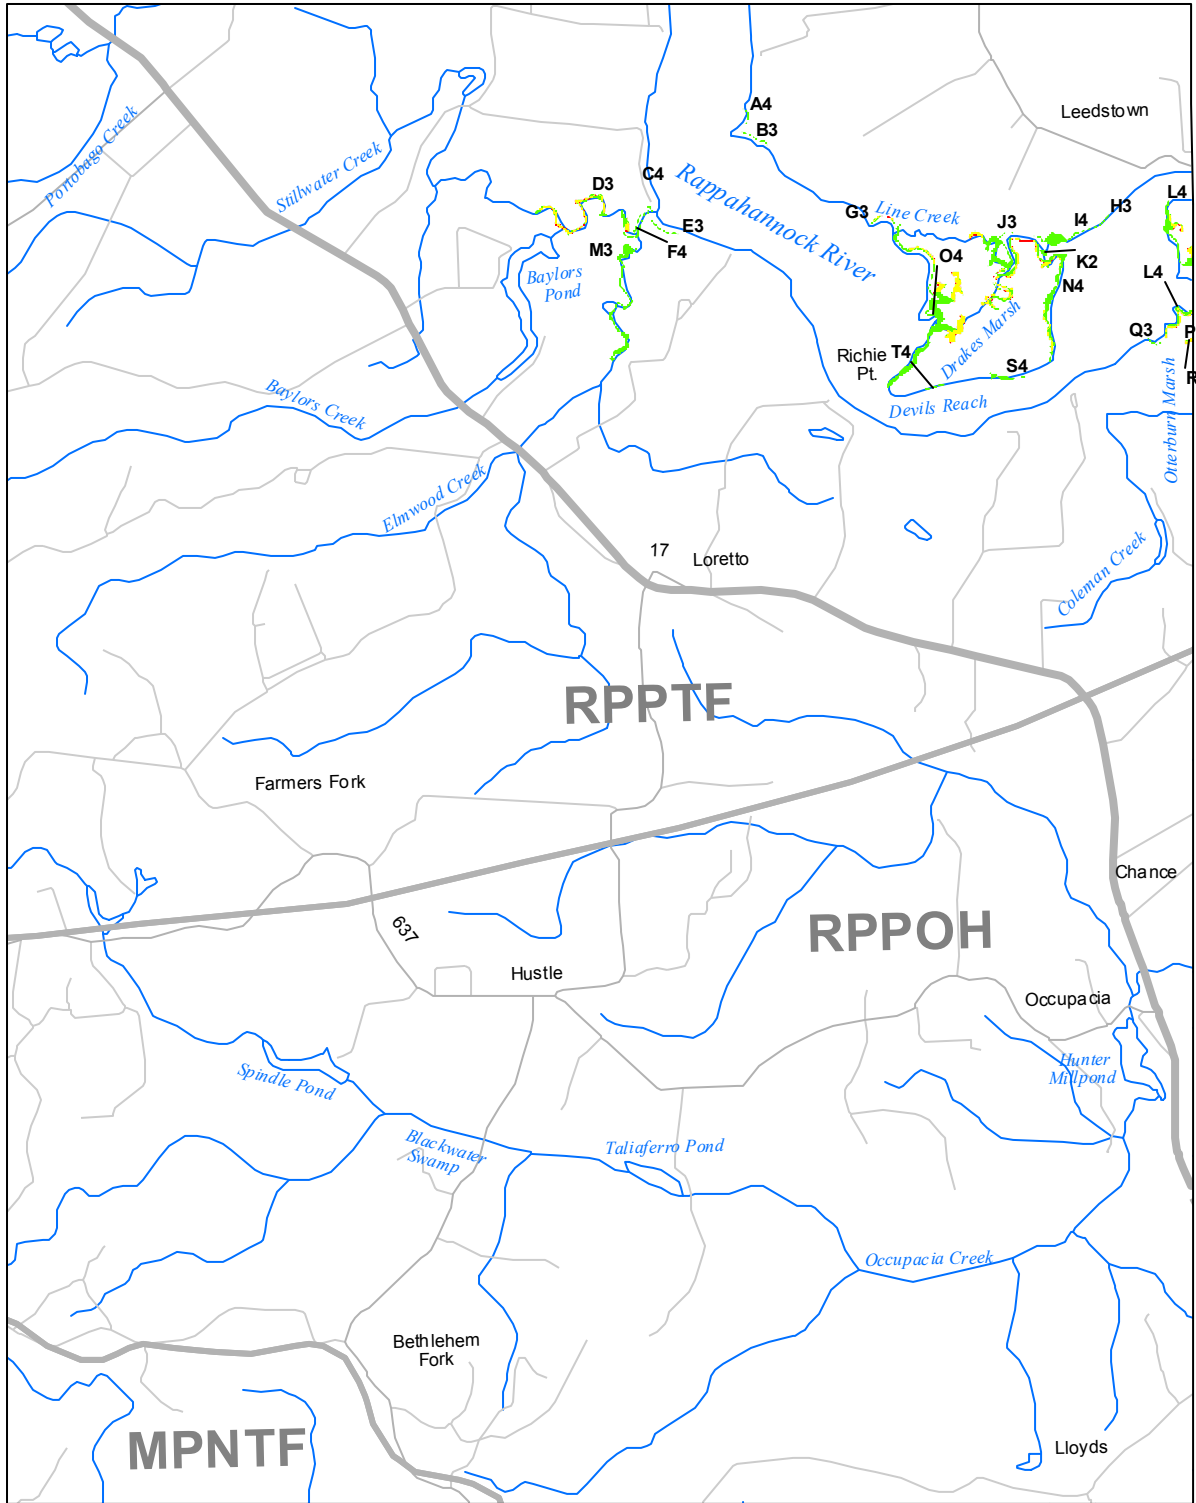 A4
B3
Leedstown
Portobago Creek
Stillwater Creek
C4
D3
Rappahannock River
E3
F4
M3
Baylors
Pond
G3
Line Creek
J3
I4
H3
L4
K2
O4
N4
L4
Q3
P
R
Richie
Pt.
T4
Drakes Marsh
S4
Devils Reach
Otterburn Marsh
Baylors Creek
Elmwood Creek
17
Loretto
Coleman Creek
RPPTF
Farmers Fork
637
Hustle
RPPOH
Chance
Occupacia
Hunter
Millpond
Spindle Pond
Blackwater
Swamp
Taliaferro Pond
Occupacia Creek
Bethlehem
Fork
MPNTF
Lloyds